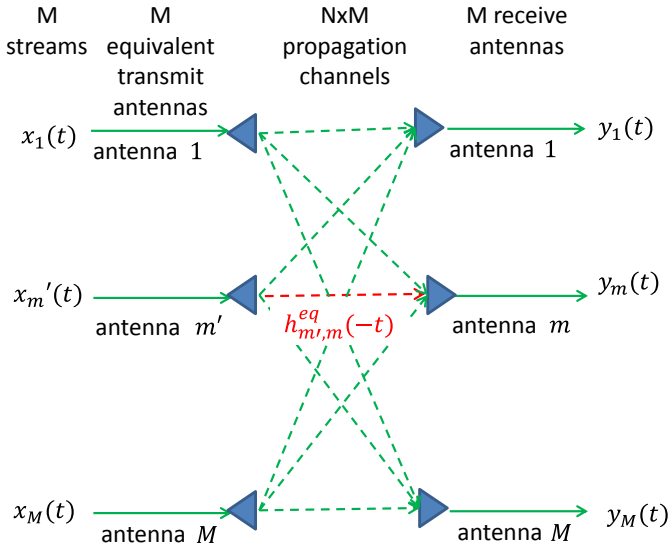 M streams
M equivalent transmit antennas
NxM propagation channels
M receive antennas
x_1(t)
antenna 1
antenna 1
y_1(t)
x_m'(t)
antenna m'
h^{eq}_{m',m}(-t)
antenna m
y_m(t)
x_M(t)
antenna M
antenna M
y_M(t)